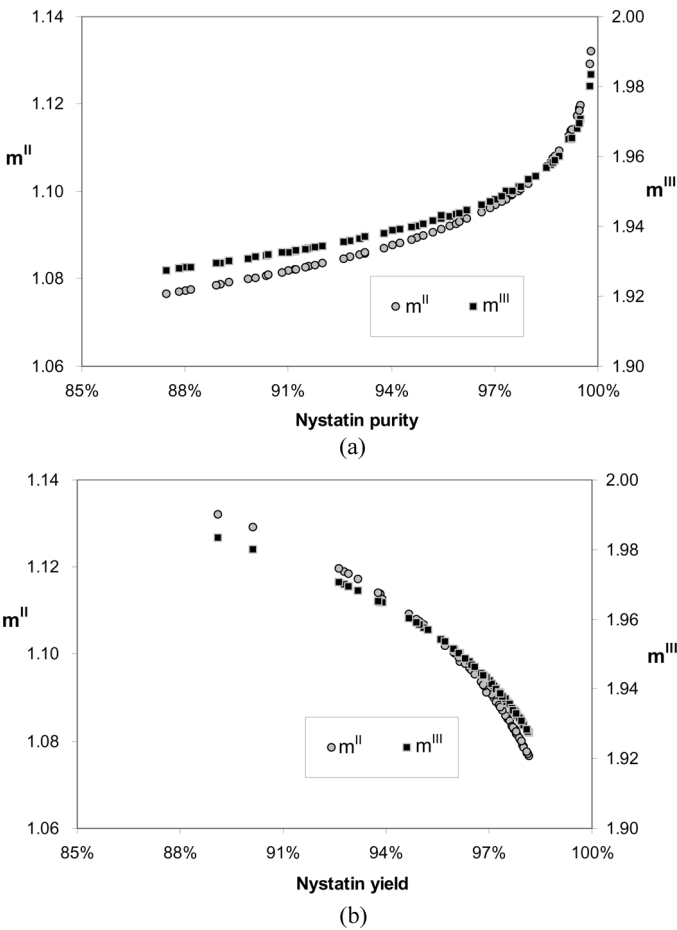 1.14 2.00
1.12 1.98
1.96
m^II 1.10 m^III
1.94
1.08 1.92
m^II m^III
1.06 1.90
85% 88% 91% 94% 97% 100%
Nystatin purity
(a)
1.14 2.00
1.12 1.98
1.96
m^II 1.10 m^III
1.94
1.08 1.92
m^II m^III
1.06 1.90
85% 88% 91% 94% 97% 100%
Nystatin yield
(b)